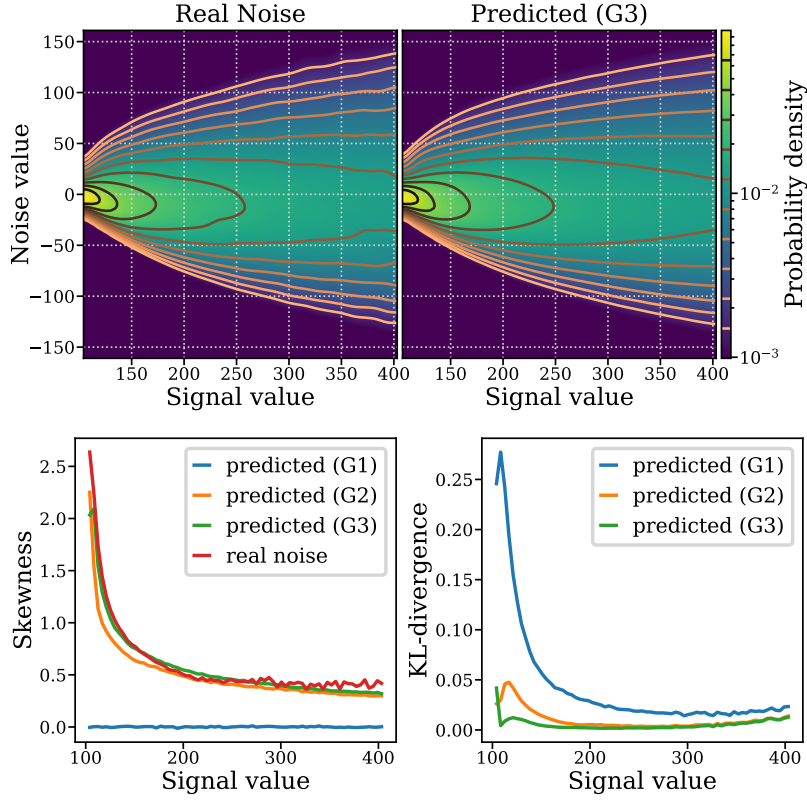 Real Noise
Predicted (G3)
150
100
50
0
−50
−100
−150
Noise value
150 200 250 300 350 400
Signal value
150 200 250 300 350 400
Signal value
10⁻²
10⁻³
Probability density
2.5
2.0
1.5
1.0
0.5
0.0
Skewness
predicted (G1)
predicted (G2)
predicted (G3)
real noise
100 200 300 400
Signal value
0.25
0.20
0.15
0.10
0.05
0.00
KL-divergence
predicted (G1)
predicted (G2)
predicted (G3)
100 200 300 400
Signal value